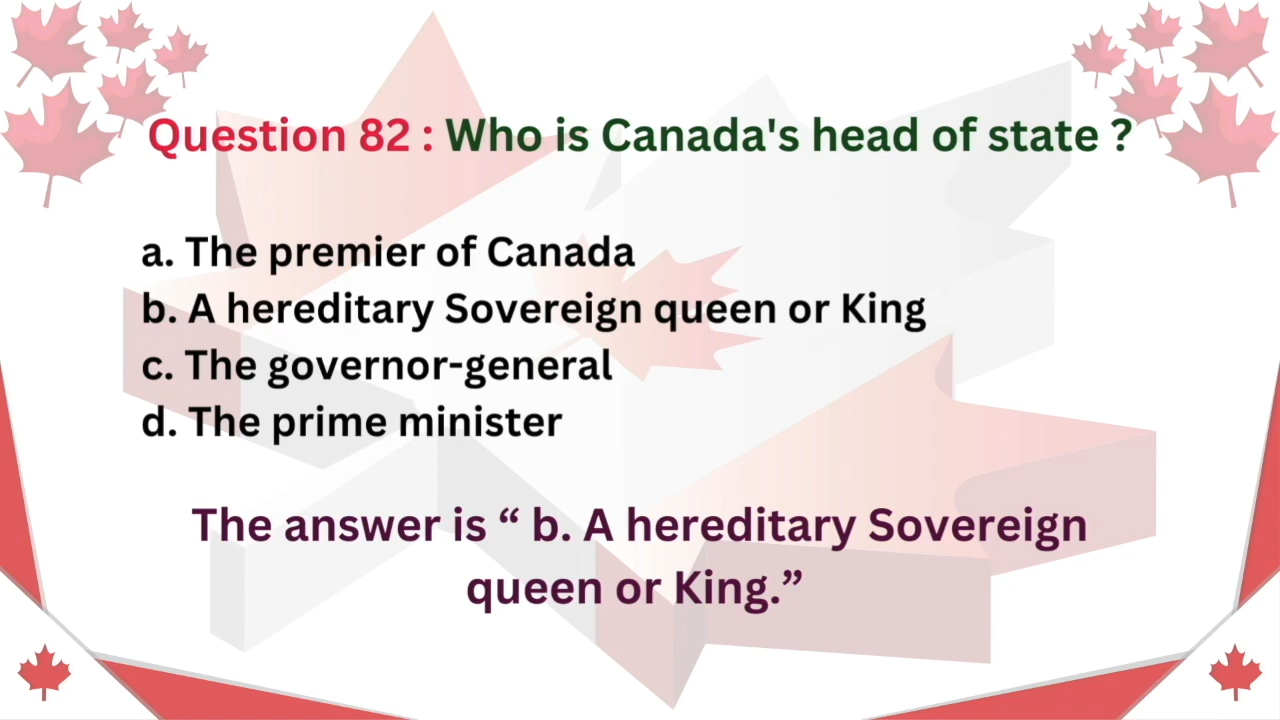 Question 82 : Who is Canada's head of state ?
a. The premier of Canada
b. A hereditary Sovereign queen or King
c. The governor-general
d. The prime minister
The answer is “ b. A hereditary Sovereign
queen or King.”